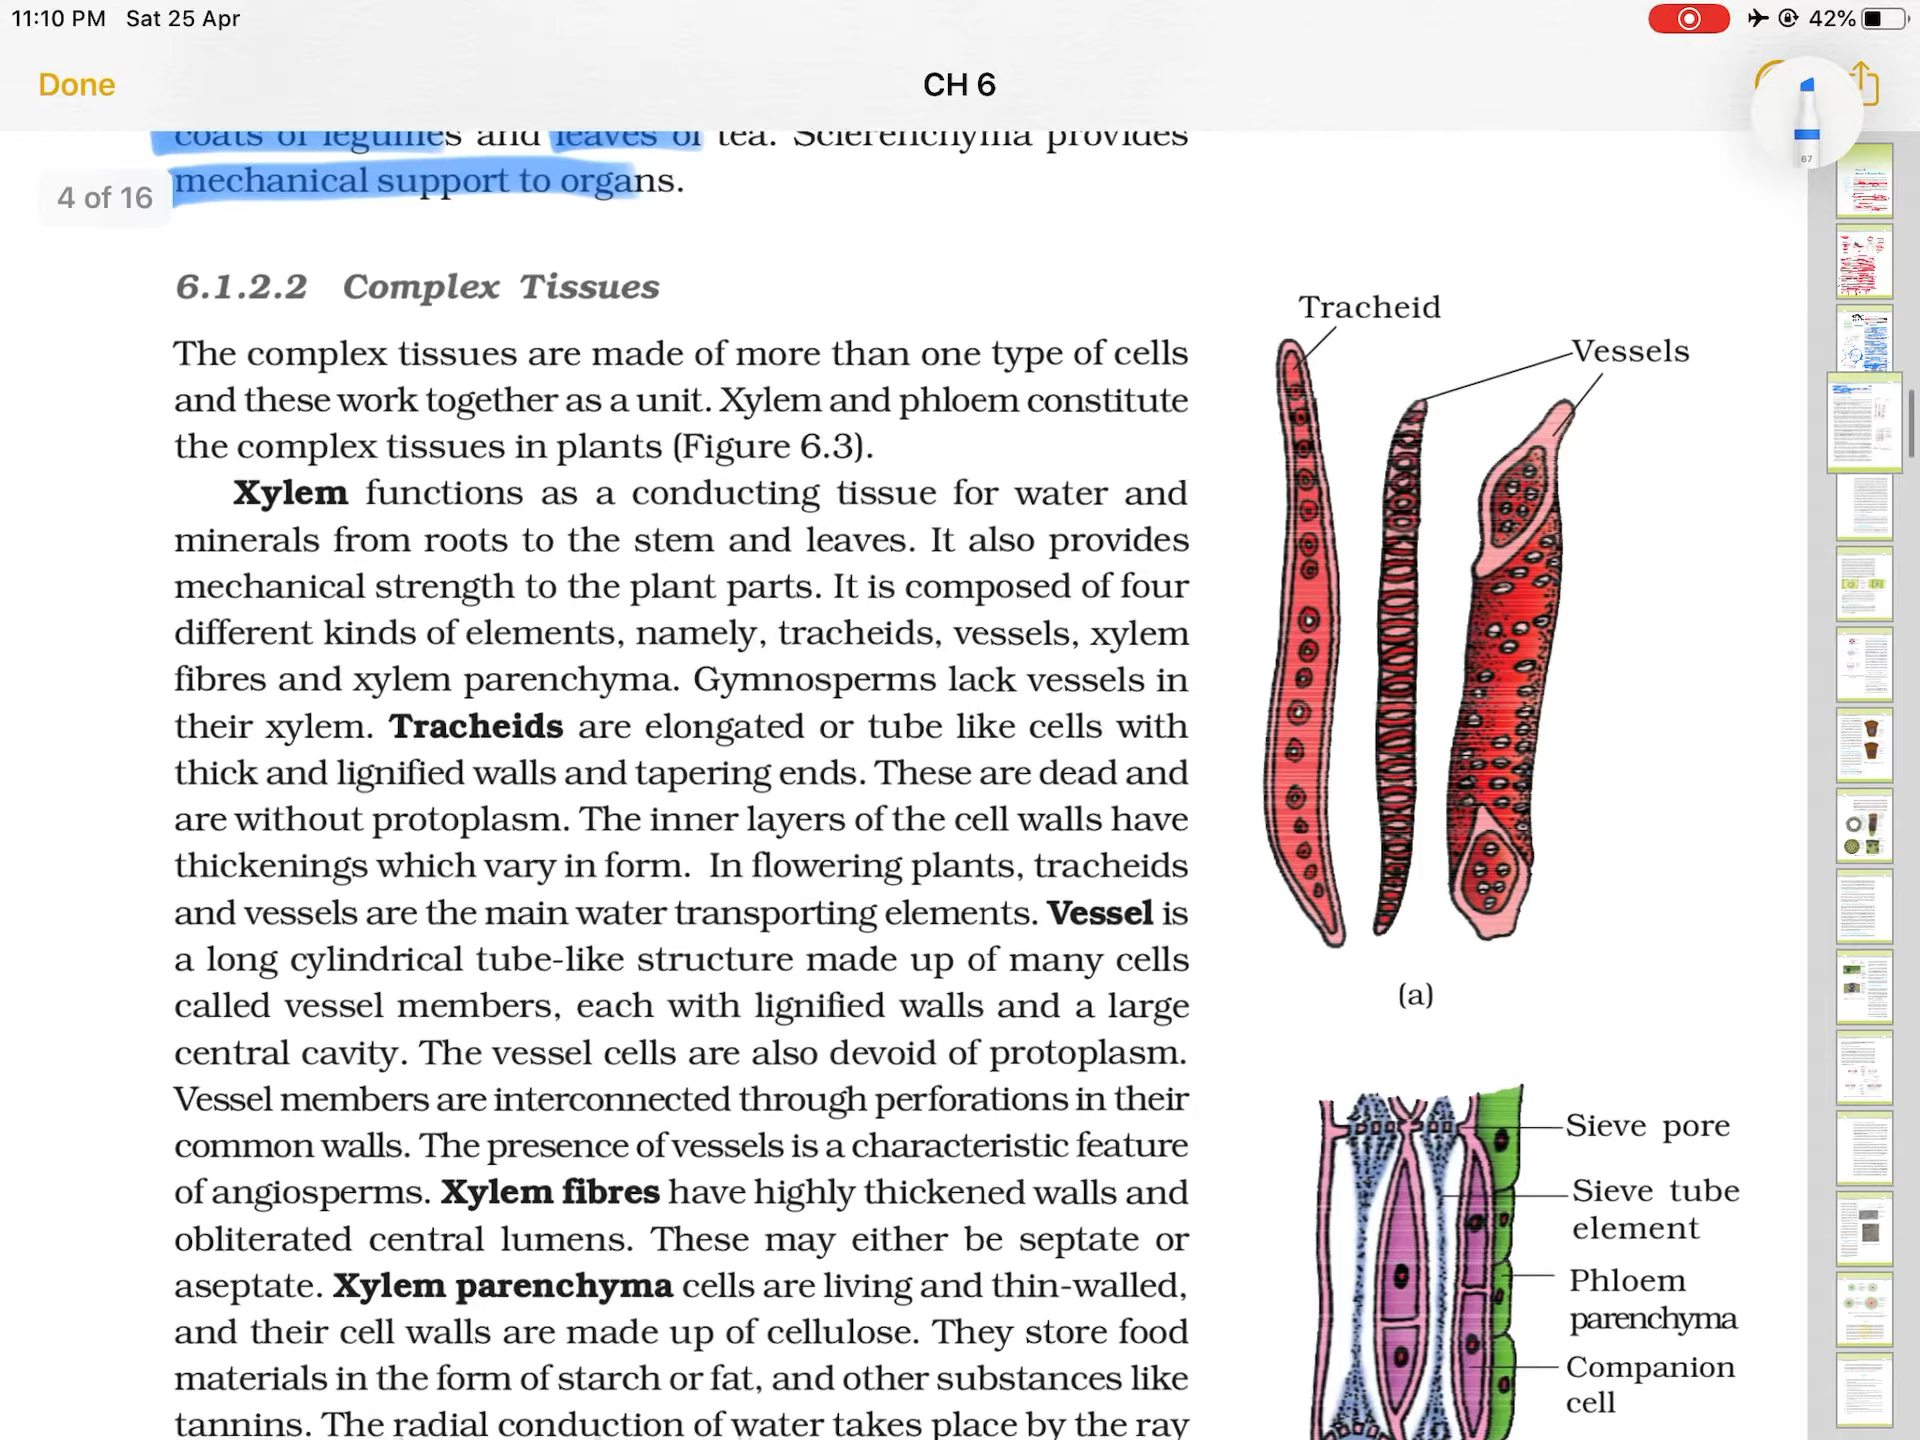 11:10 PM Sat 25 Apr
42%
Done
CH 6
67
4 of 16
coats of legumes and leaves of tea. Sclerenchyma provides
mechanical support to organs.
6.1.2.2 Complex Tissues
The complex tissues are made of more than one type of cells
and these work together as a unit. Xylem and phloem constitute
the complex tissues in plants (Figure 6.3).
Xylem functions as a conducting tissue for water and
minerals from roots to the stem and leaves. It also provides
mechanical strength to the plant parts. It is composed of four
different kinds of elements, namely, tracheids, vessels, xylem
fibres and xylem parenchyma. Gymnosperms lack vessels in
their xylem. Tracheids are elongated or tube like cells with
thick and lignified walls and tapering ends. These are dead and
are without protoplasm. The inner layers of the cell walls have
thickenings which vary in form. In flowering plants, tracheids
and vessels are the main water transporting elements. Vessel is
a long cylindrical tube-like structure made up of many cells
called vessel members, each with lignified walls and a large
central cavity. The vessel cells are also devoid of protoplasm.
Vessel members are interconnected through perforations in their
common walls. The presence of vessels is a characteristic feature
of angiosperms. Xylem fibres have highly thickened walls and
obliterated central lumens. These may either be septate or
aseptate. Xylem parenchyma cells are living and thin-walled,
and their cell walls are made up of cellulose. They store food
materials in the form of starch or fat, and other substances like
tannins. The radial conduction of water takes place by the ray
Tracheid
Vessels
(a)
Sieve pore
Sieve tube
element
Phloem
parenchyma
Companion
cell